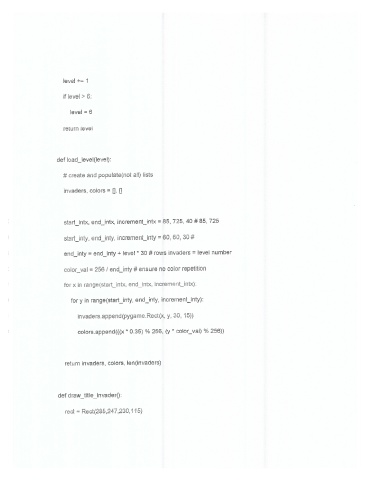 level += 1
if level > 6:
level = 6
return level
def load_level(level):
# create and populate(not all) lists
invaders, colors = [], []
start_intx, end_intx, increment_intx = 85, 725, 40 # 85, 725
start_inty, end_inty, increment_inty = 60, 60, 30 #
end_inty = end_inty + level * 30 # rows invaders = level number
color_val = 256 / end_inty # ensure no color repetition
for x in range(start_intx, end_intx, increment_intx):
for y in range(start_inty, end_inty, increment_inty):
invaders.append(pygame.Rect(x, y, 30, 15))
colors.append(((x * 0.35) % 256, (y * color_val) % 256))
return invaders, colors, len(invaders)
def draw_title_invader():
rect = Rect(285,247,230,115)